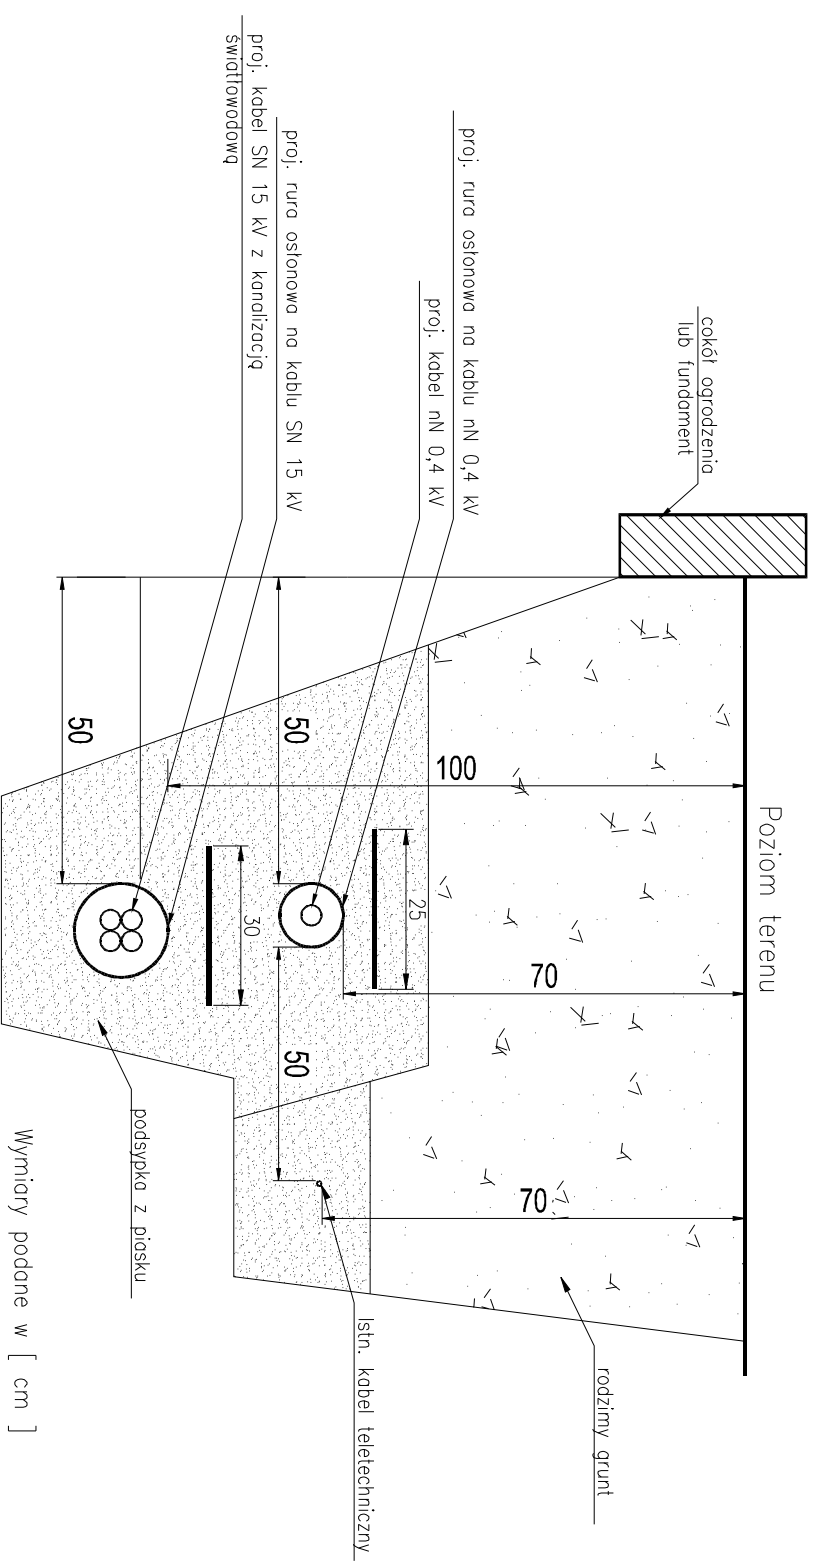 Poziom terenu
cokół ogrodzenia
lub fundament
proj. rura osłonowa na kablu nN 0,4 kV
proj. kabel nN 0,4 kV
proj. rura osłonowa na kablu SN 15 kV
proj. kabel SN 15 kV z kanalizacją
światłowodową
100
70
70
25
30
50
50
50
rodzimy grunt
Istn. kabel teletechniczny
podsypka z piasku
Wymiary podane w [ cm ]